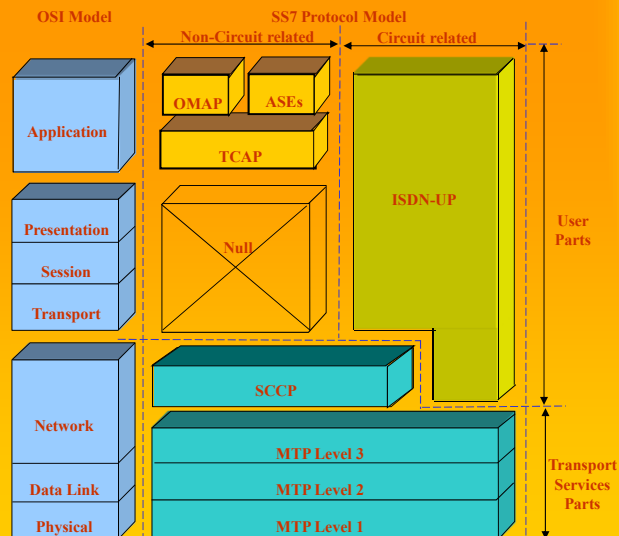 OSI Model
SS7 Protocol Model
Non-Circuit related
Circuit related
OMAP
ASEs
Application
TCAP
ISDN-UP
User
Parts
Presentation
Null
Session
Transport
SCCP
Network
MTP Level 3
Transport
Services
Parts
Data Link
MTP Level 2
Physical
MTP Level 1